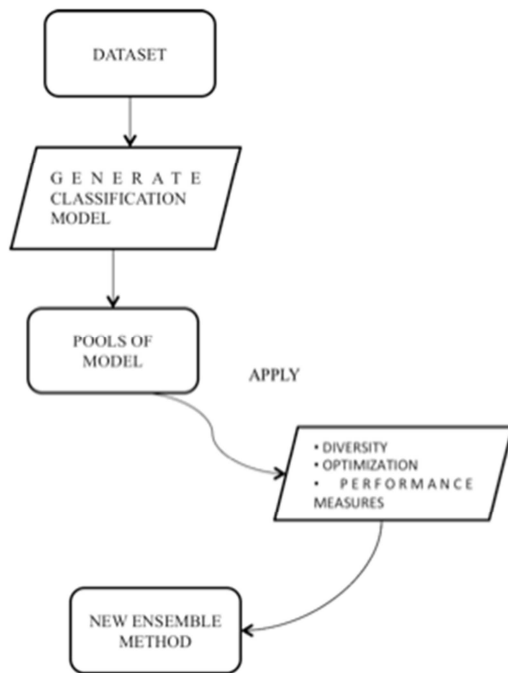 DATASET
G E N E R A T E
CLASSIFICATION
MODEL
POOLS OF
MODEL
APPLY
• DIVERSITY
• OPTIMIZATION
• P E R F O R M A N C E
MEASURES
NEW ENSEMBLE
METHOD